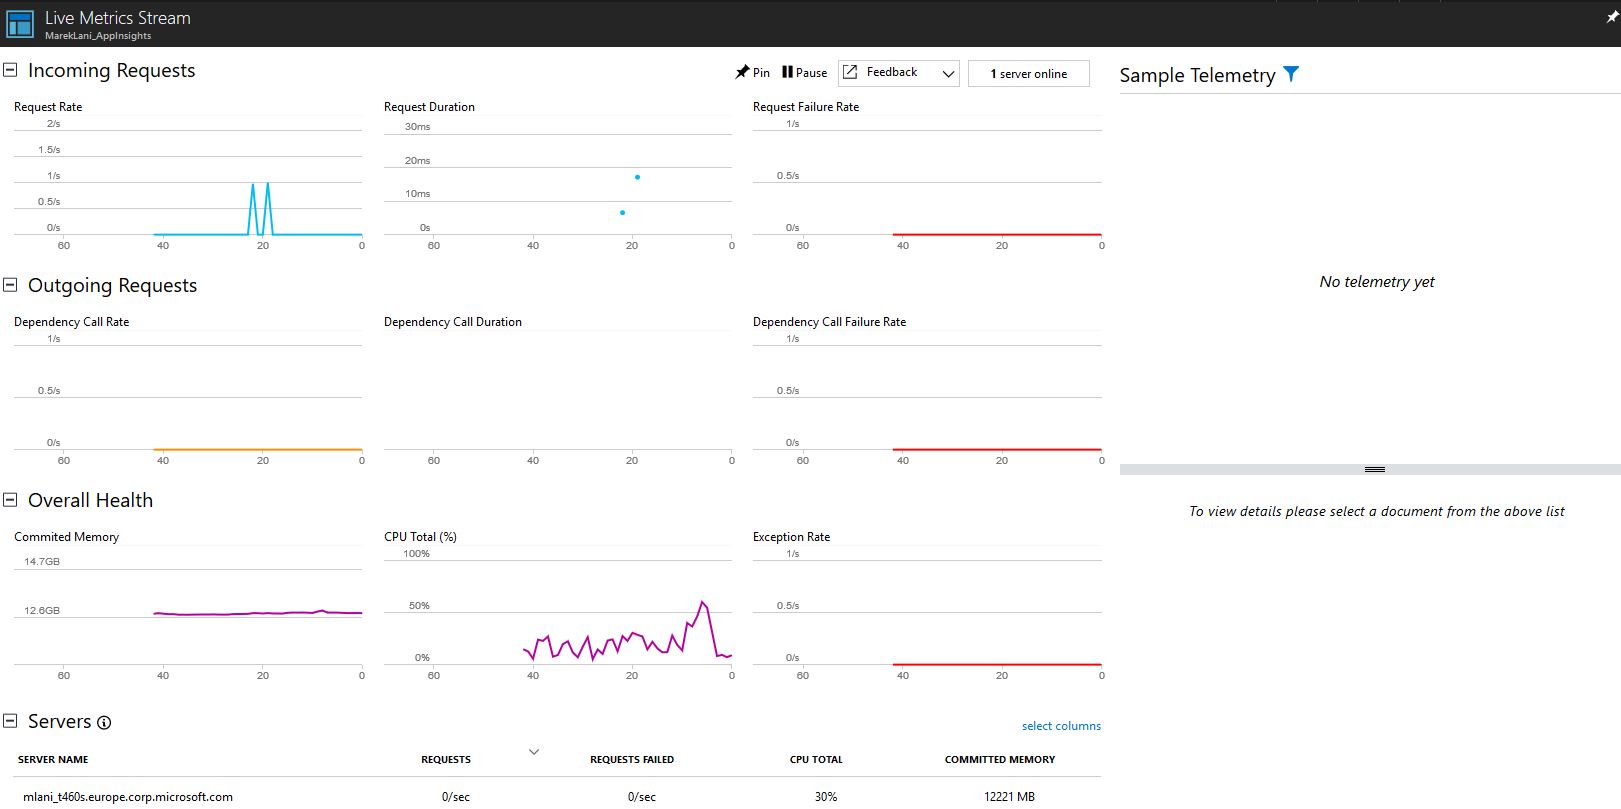 Live Metrics Stream
MarekLani_AppInsights
Incoming Requests
Pin
Pause
Feedback
1 server online
Request Rate
2/s
1.5/s
1/s
0.5/s
0/s
60 40 20 0
Request Duration
30ms
20ms
10ms
0s
60 40 20 0
Request Failure Rate
1/s
0.5/s
0/s
60 40 20 0
Outgoing Requests
Dependency Call Rate
1/s
0.5/s
0/s
60 40 20 0
Dependency Call Duration
60 40 20 0
Dependency Call Failure Rate
1/s
0.5/s
0/s
60 40 20 0
Overall Health
Commited Memory
14.7GB
12.6GB
60 40 20 0
CPU Total (%)
100%
50%
0%
60 40 20 0
Exception Rate
1/s
0.5/s
0/s
60 40 20 0
Servers
select columns
SERVER NAME REQUESTS REQUESTS FAILED CPU TOTAL COMMITTED MEMORY
mlani_t460s.europe.corp.microsoft.com 0/sec 0/sec 30% 12221 MB
Sample Telemetry
No telemetry yet
To view details please select a document from the above list